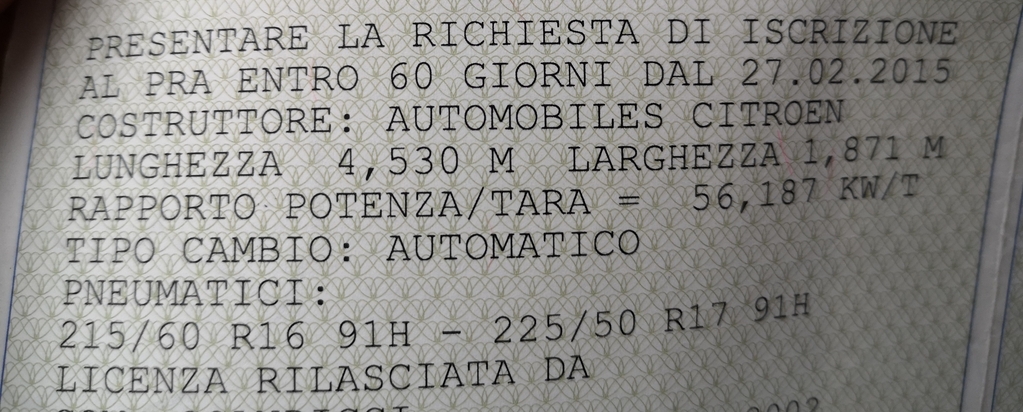 PRESENTARE LA RICHIESTA DI ISCRIZIONE
AL PRA ENTRO 60 GIORNI DAL 27.02.2015
COSTRUTTORE: AUTOMOBILES CITROEN
LUNGHEZZA 4,530 M LARGHEZZA 1,871 M
RAPPORTO POTENZA/TARA = 56,187 KW/T
TIPO CAMBIO: AUTOMATICO
PNEUMATICI:
215/60 R16 91H - 225/50 R17 91H
LICENZA RILASCIATA DA